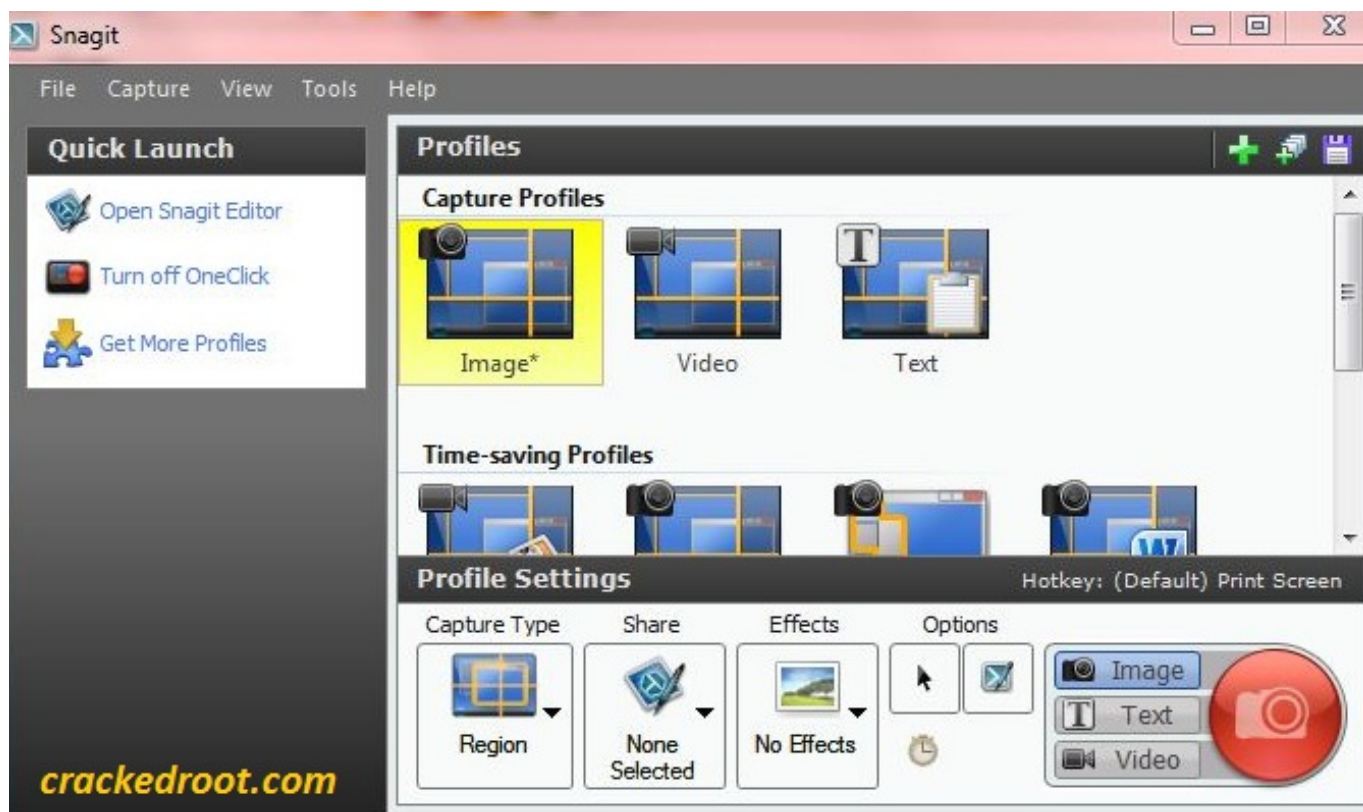 Snagit
File Capture View Tools Help
Quick Launch
Open Snagit Editor
Turn off OneClick
Get More Profiles
Profiles
Capture Profiles
Image*
Video
Text
Time-saving Profiles
W
Profile Settings
Hotkey: (Default) Print Screen
Capture Type
Share
Effects
Options
Region
None
Selected
No Effects
Image
T Text
Video
crackedroot.com